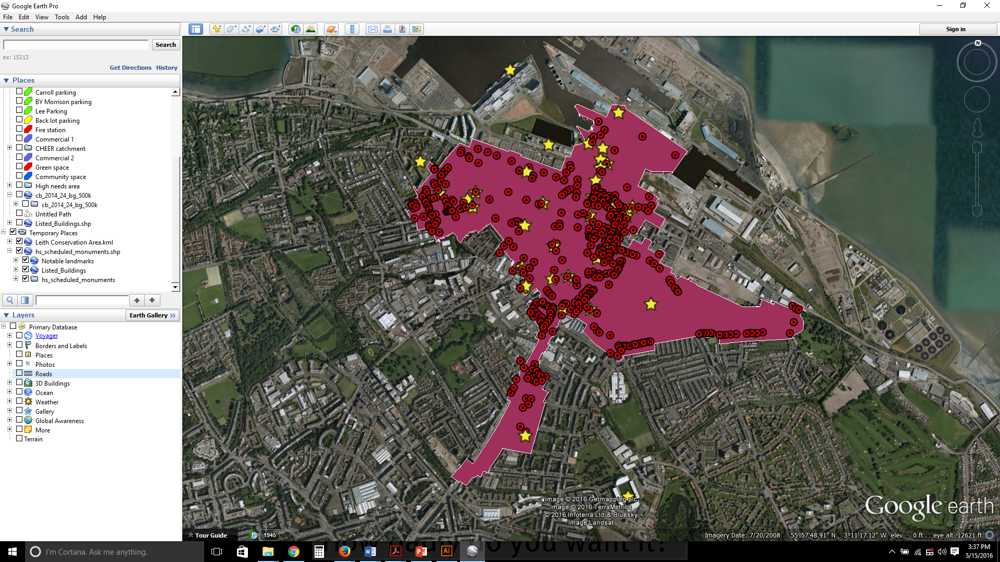 Google Earth Pro
File Edit View Tools Add Help
Search
Sign in
Search
ex: 15213
Get Directions History
Places
Carroll parking
BY Morrison parking
Lee Parking
Back lot parking
Fire station
Commercial 1
CHEER catchment
Commercial 2
Green space
Community space
High needs area
cb_2014_24_bg_500k
cb_2014_24_bg_500k
Untitled Path
Listed_Buildings.shp
Temporary Places
Leith Conservation Area.kml
hs_scheduled_monuments.shp
Notable landmarks
Listed_Buildings
hs_scheduled_monuments
Layers
Earth Gallery »
Primary Database
Voyager
Borders and Labels
Places
Photos
Roads
3D Buildings
Ocean
Weather
Gallery
Global Awareness
More
Terrain
N
Image © 2016 Getmapping plc
Image © 2016 TerraMetrics
© 2016 Infoterra Ltd & Bluesky
Image Landsat
Google earth
Tour Guide
1945
Imagery Date: 7/20/2008 55°57'48.91" N 3°11'17.12" W elev 0 ft eye alt 12621 ft
I'm Cortana. Ask me anything.
do you want it?
3:37 PM
5/15/2016